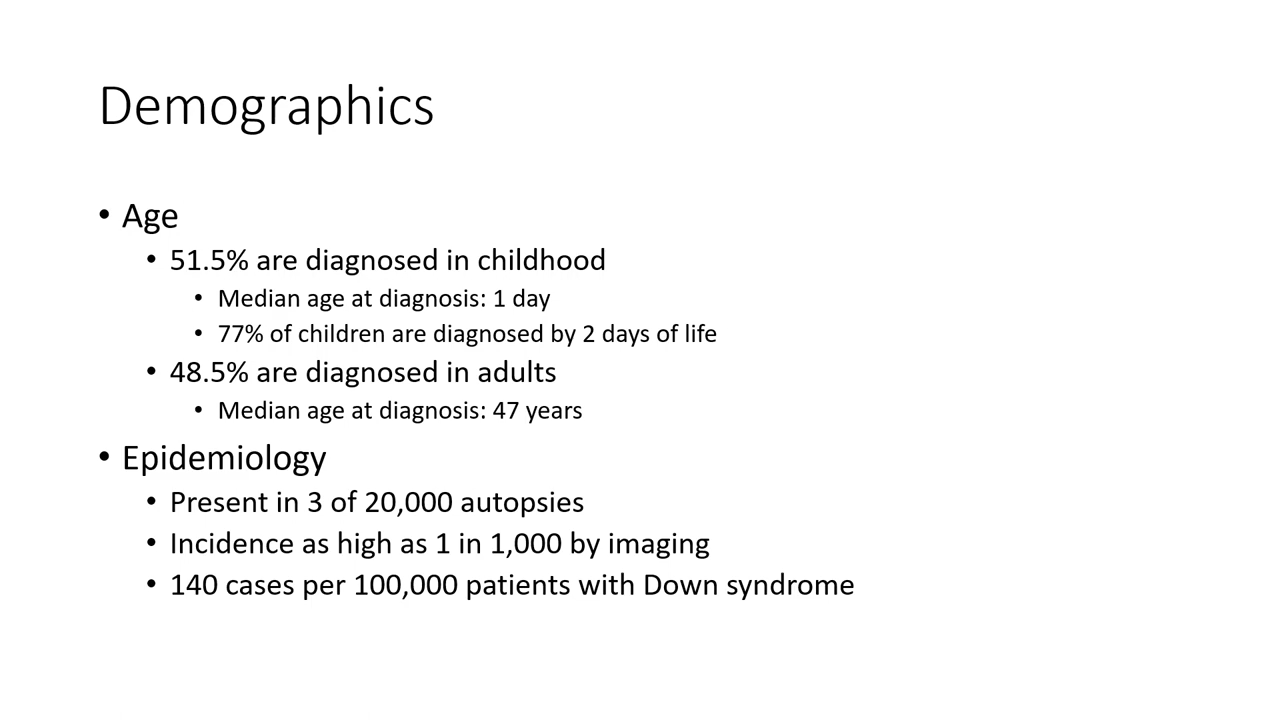 Demographics
• Age
• 51.5% are diagnosed in childhood
• Median age at diagnosis: 1 day
• 77% of children are diagnosed by 2 days of life
• 48.5% are diagnosed in adults
• Median age at diagnosis: 47 years
• Epidemiology
• Present in 3 of 20,000 autopsies
• Incidence as high as 1 in 1,000 by imaging
• 140 cases per 100,000 patients with Down syndrome